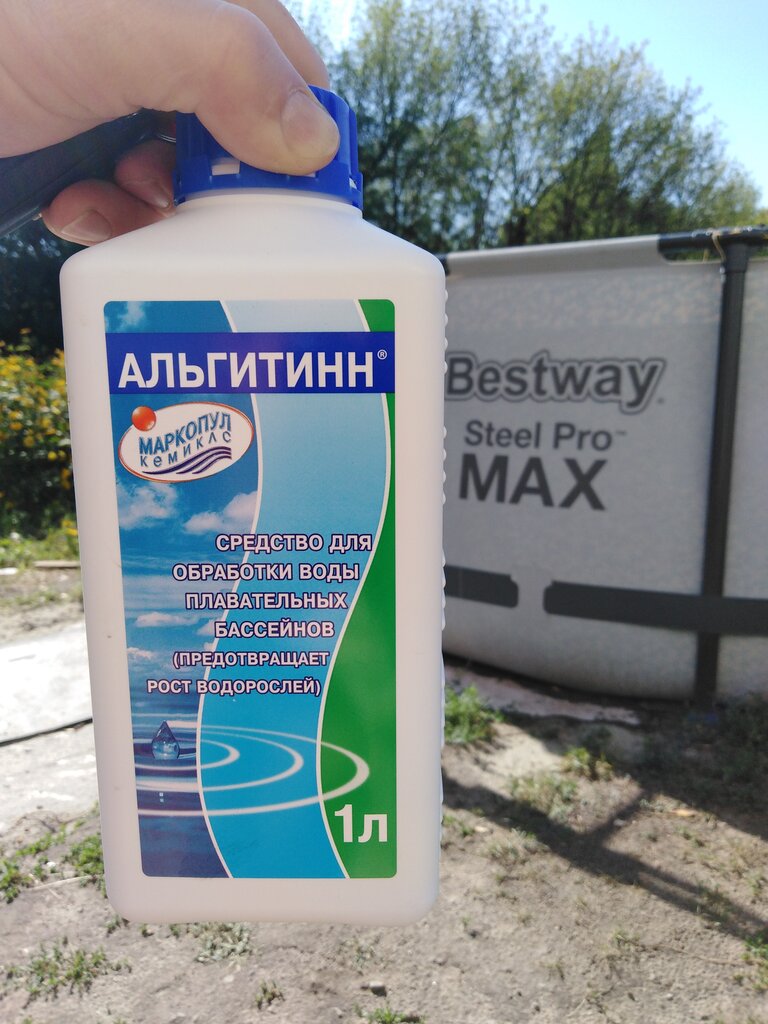 АЛЬГИТИНН®
МАРКОПУЛ
КЕМИКЛС
СРЕДСТВО ДЛЯ
ОБРАБОТКИ ВОДЫ
ПЛАВАТЕЛЬНЫХ
БАССЕЙНОВ
(ПРЕДОТВРАЩАЕТ
РОСТ ВОДОРОСЛЕЙ)
1л
Bestway®
Steel Pro™
MAX